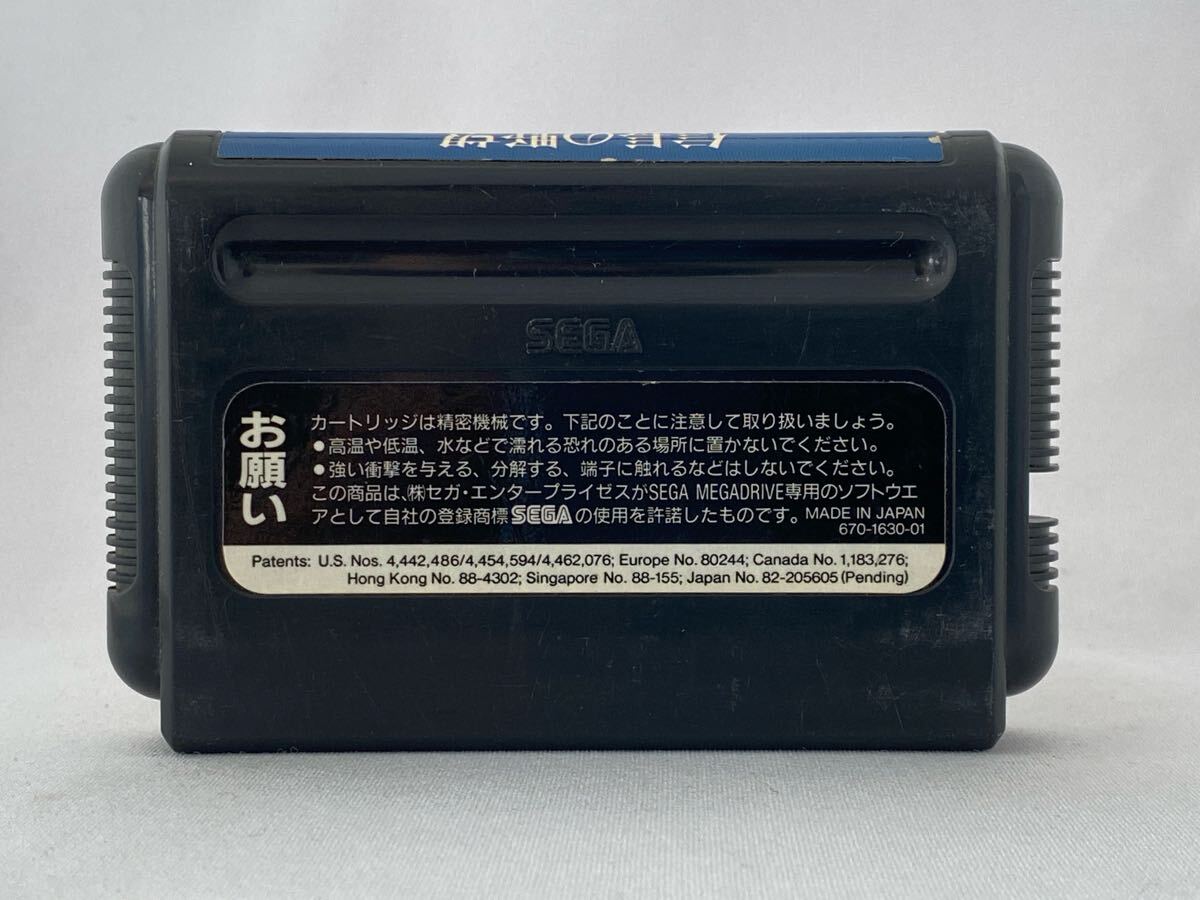 信長の野望
SEGA
お願い
カートリッジは精密機械です。下記のことに注意して取り扱いましょう。
●高温や低温、水などで濡れる恐れのある場所に置かないでください。
●強い衝撃を与える、分解する、端子に触れるなどはしないでください。
この商品は、㈱セガ・エンタープライゼスがSEGA MEGADRIVE専用のソフトウエ
アとして自社の登録商標SEGAの使用を許諾したものです。MADE IN JAPAN
670-1630-01
Patents: U.S. Nos. 4,442,486/4,454,594/4,462,076; Europe No. 80244; Canada No. 1,183,276;
Hong Kong No. 88-4302; Singapore No. 88-155; Japan No. 82-205605 (Pending)